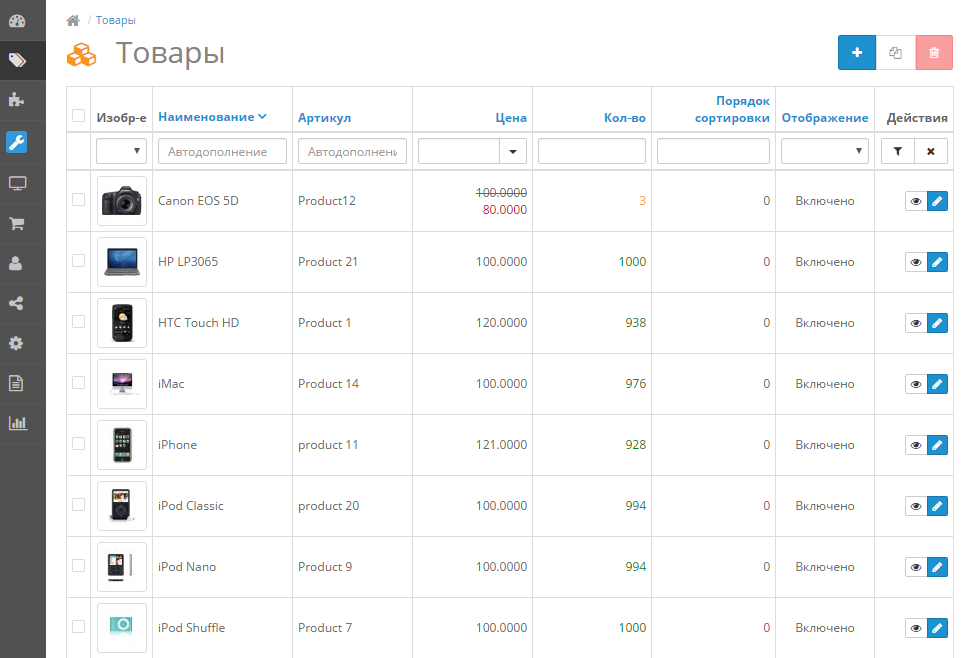 / Товары
Товары
Изобр-е Наименование Артикул Цена Кол-во Порядок сортировки Отображение Действия
Автодополнение Автодополнени
Canon EOS 5D Product12 100.0000 80.0000 3 0 Включено
HP LP3065 Product 21 100.0000 1000 0 Включено
HTC Touch HD Product 1 120.0000 938 0 Включено
iMac Product 14 100.0000 976 0 Включено
iPhone product 11 121.0000 928 0 Включено
iPod Classic product 20 100.0000 994 0 Включено
iPod Nano Product 9 100.0000 994 0 Включено
iPod Shuffle Product 7 100.0000 1000 0 Включено